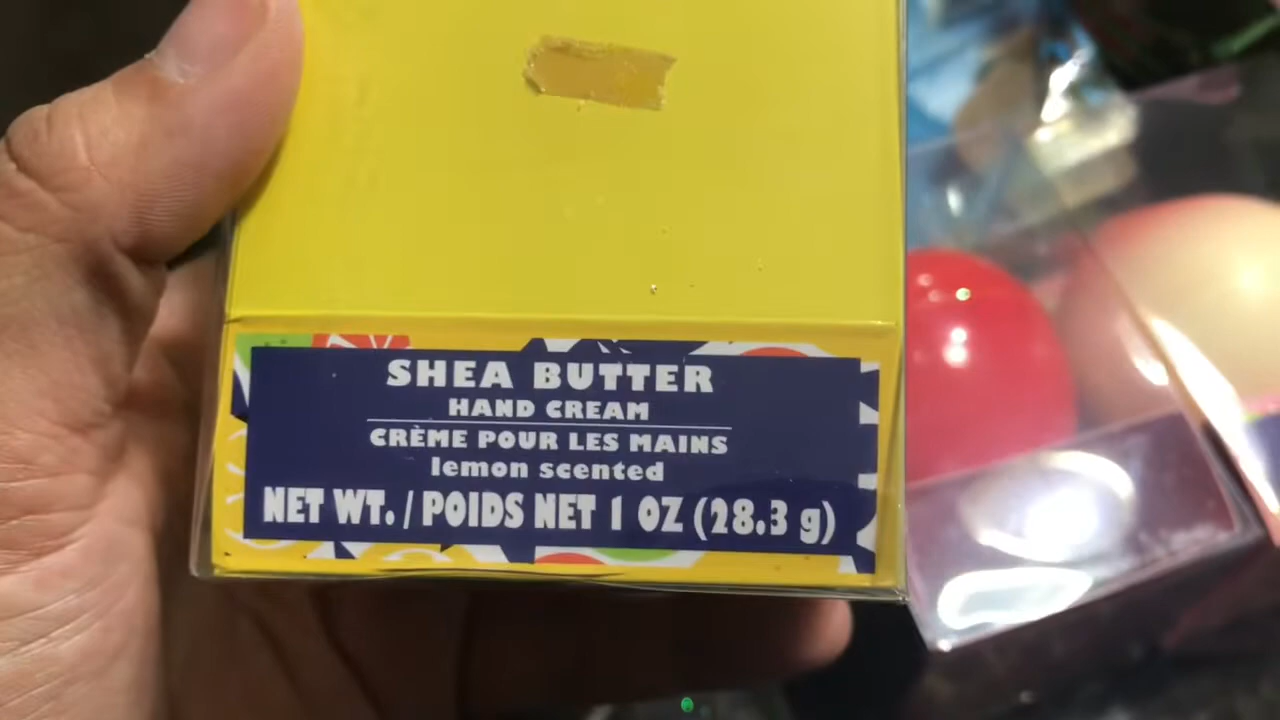 SHEA BUTTER
HAND CREAM
CRÈME POUR LES MAINS
lemon scented
NET WT. / POIDS NET 1 OZ (28.3 g)